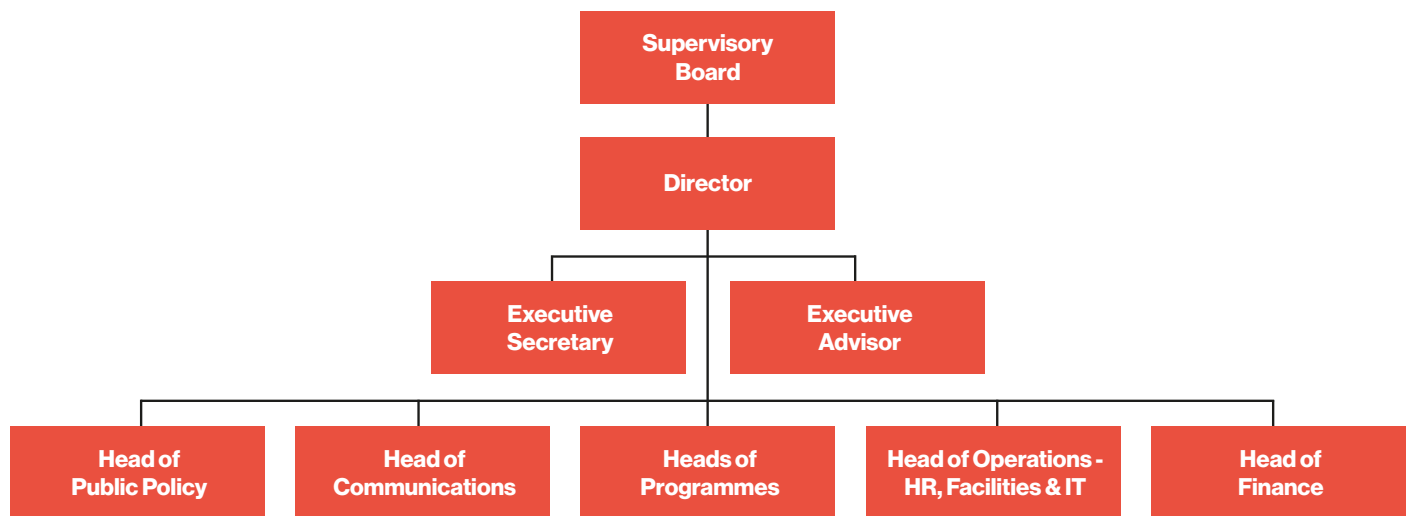 Supervisory
Board
Director
Executive
Secretary
Executive
Advisor
Head of
Public Policy
Head of
Communications
Heads of
Programmes
Head of Operations -
HR, Facilities & IT
Head of
Finance